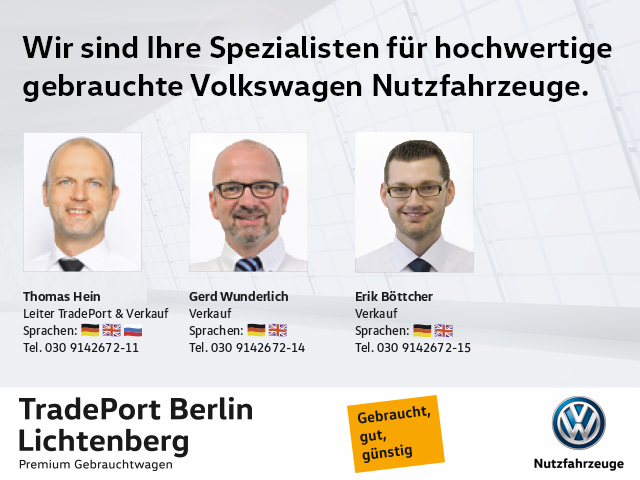 Wir sind Ihre Spezialisten für hochwertige
gebrauchte Volkswagen Nutzfahrzeuge.
Thomas Hein
Leiter TradePort & Verkauf
Sprachen:
Tel. 030 9142672-11
Gerd Wunderlich
Verkauf
Sprachen:
Tel. 030 9142672-14
Erik Böttcher
Verkauf
Sprachen:
Tel. 030 9142672-15
TradePort Berlin
Lichtenberg
Premium Gebrauchtwagen
Gebraucht,
gut,
günstig
VW
Nutzfahrzeuge